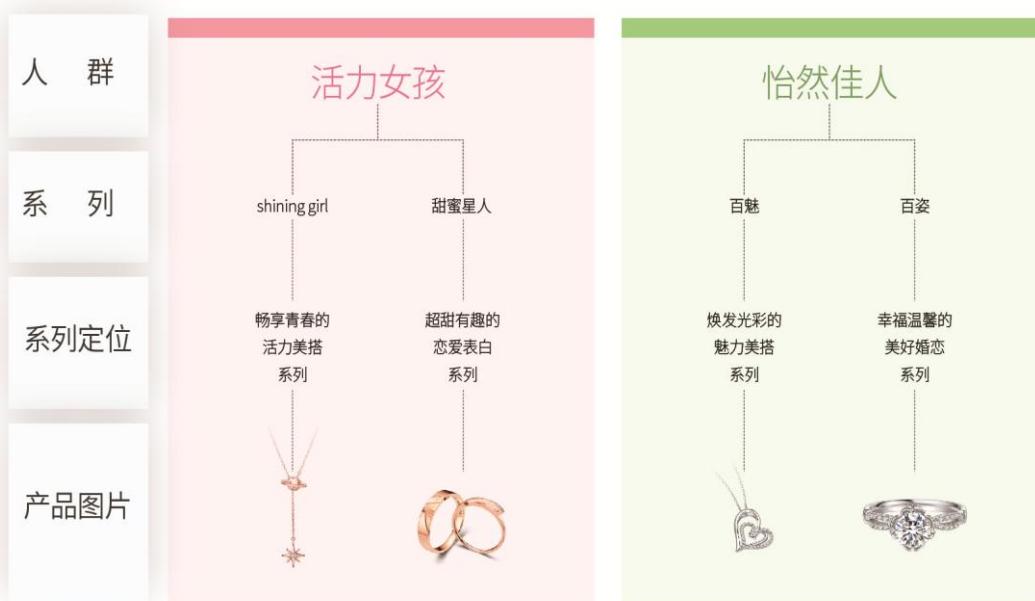 人 群
活力女孩
怡然佳人
系 列
shining girl
甜蜜星人
百魅
百姿
系列定位
畅享青春的
活力美搭
系列
超甜有趣的
恋爱表白
系列
焕发光彩的
魅力美搭
系列
幸福温馨的
美好婚恋
系列
产品图片